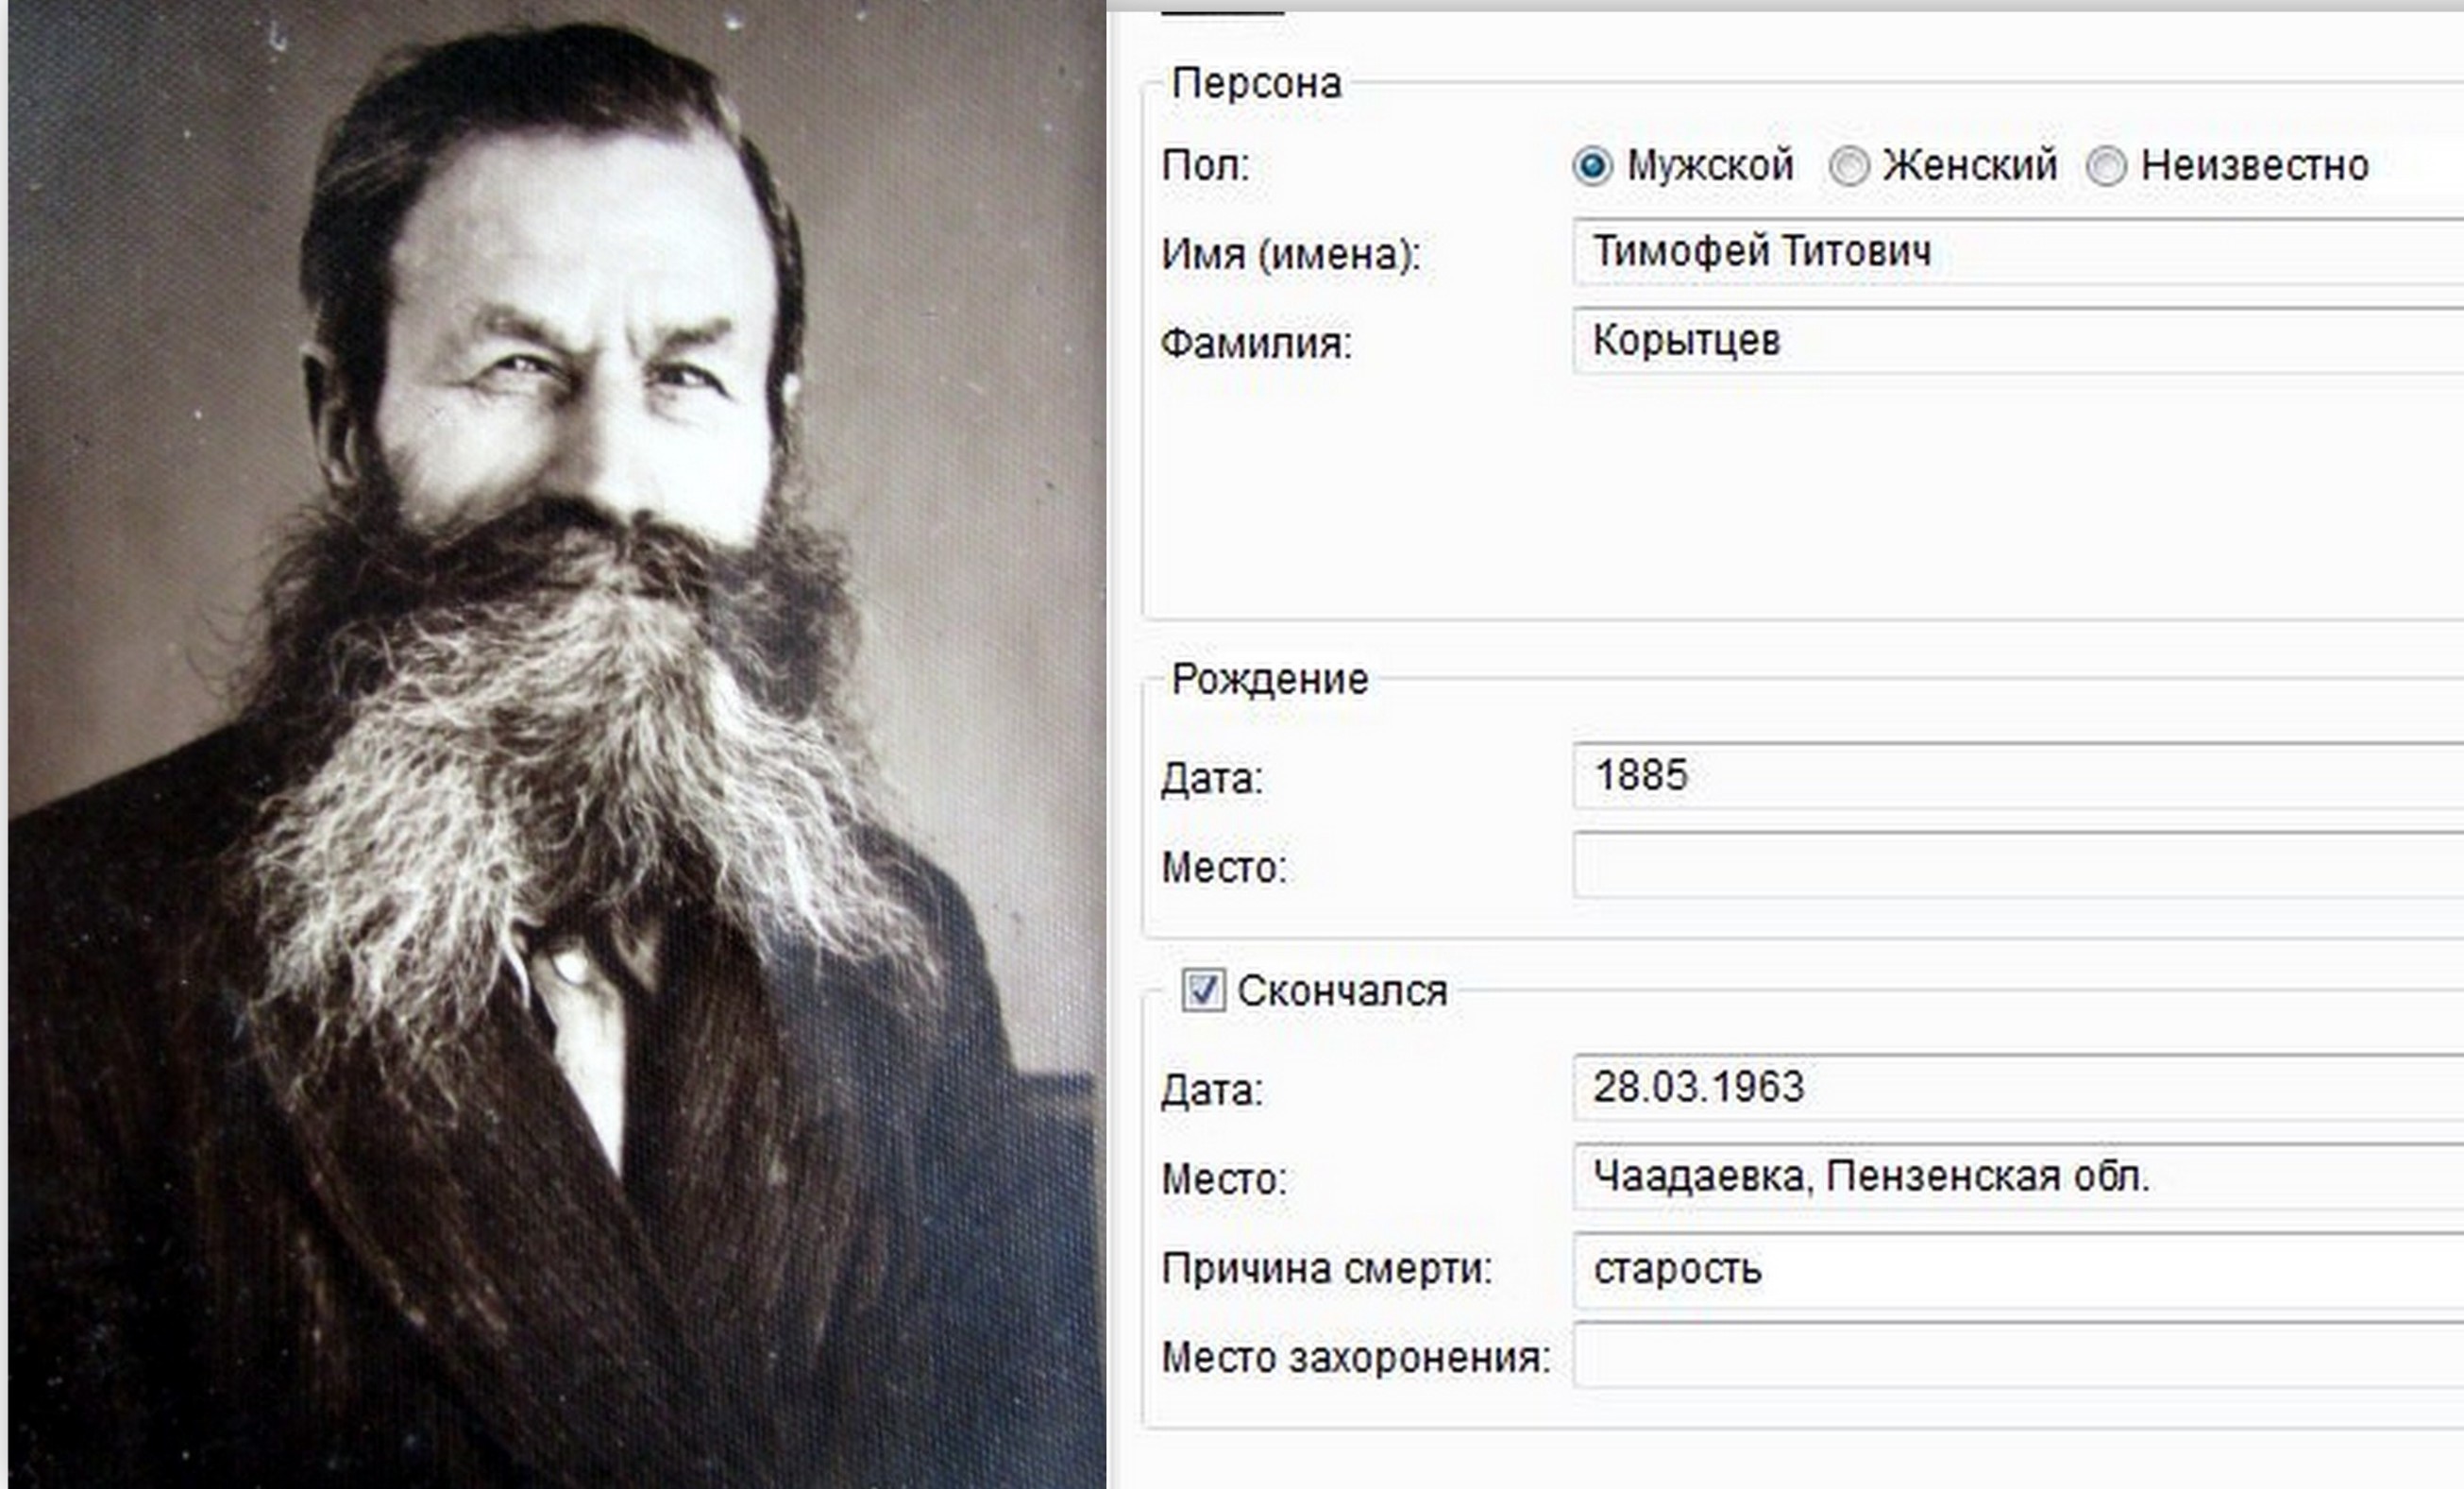 Персона
Пол: Мужской Женский Неизвестно
Имя (имена): Тимофей Титович
Фамилия: Корытцев
Рождение
Дата: 1885
Место:
Скончался
Дата: 28.03.1963
Место: Чаадаевка, Пензенская обл.
Причина смерти: старость
Место захоронения: